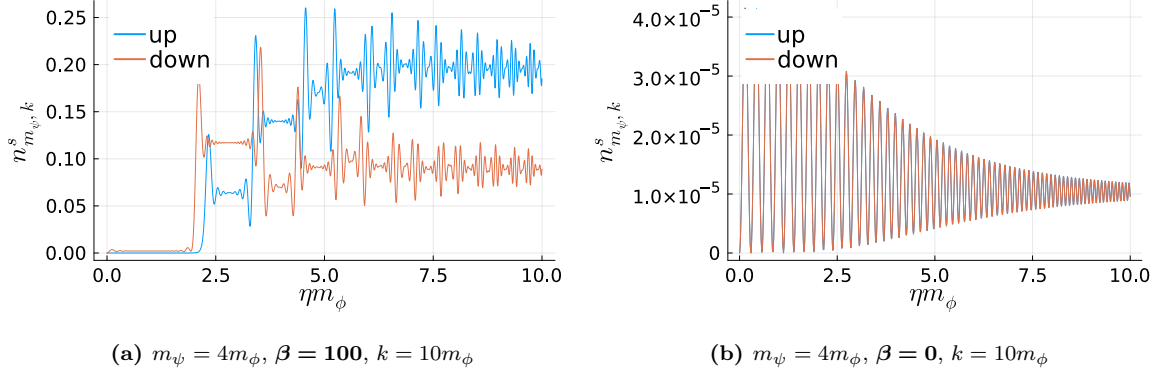 0.25
0.20
0.15
0.10
0.05
0.00
n^s_{m_ψ, k}
up
down
0.0 2.5 5.0 7.5 10.0
ηm_ϕ
(a) m_ψ = 4m_ϕ, β = 100, k = 10m_ϕ
4.0×10⁻⁵
3.0×10⁻⁵
2.0×10⁻⁵
1.0×10⁻⁵
0
n^s_{m_ψ, k}
up
down
0.0 2.5 5.0 7.5 10.0
ηm_ϕ
(b) m_ψ = 4m_ϕ, β = 0, k = 10m_ϕ